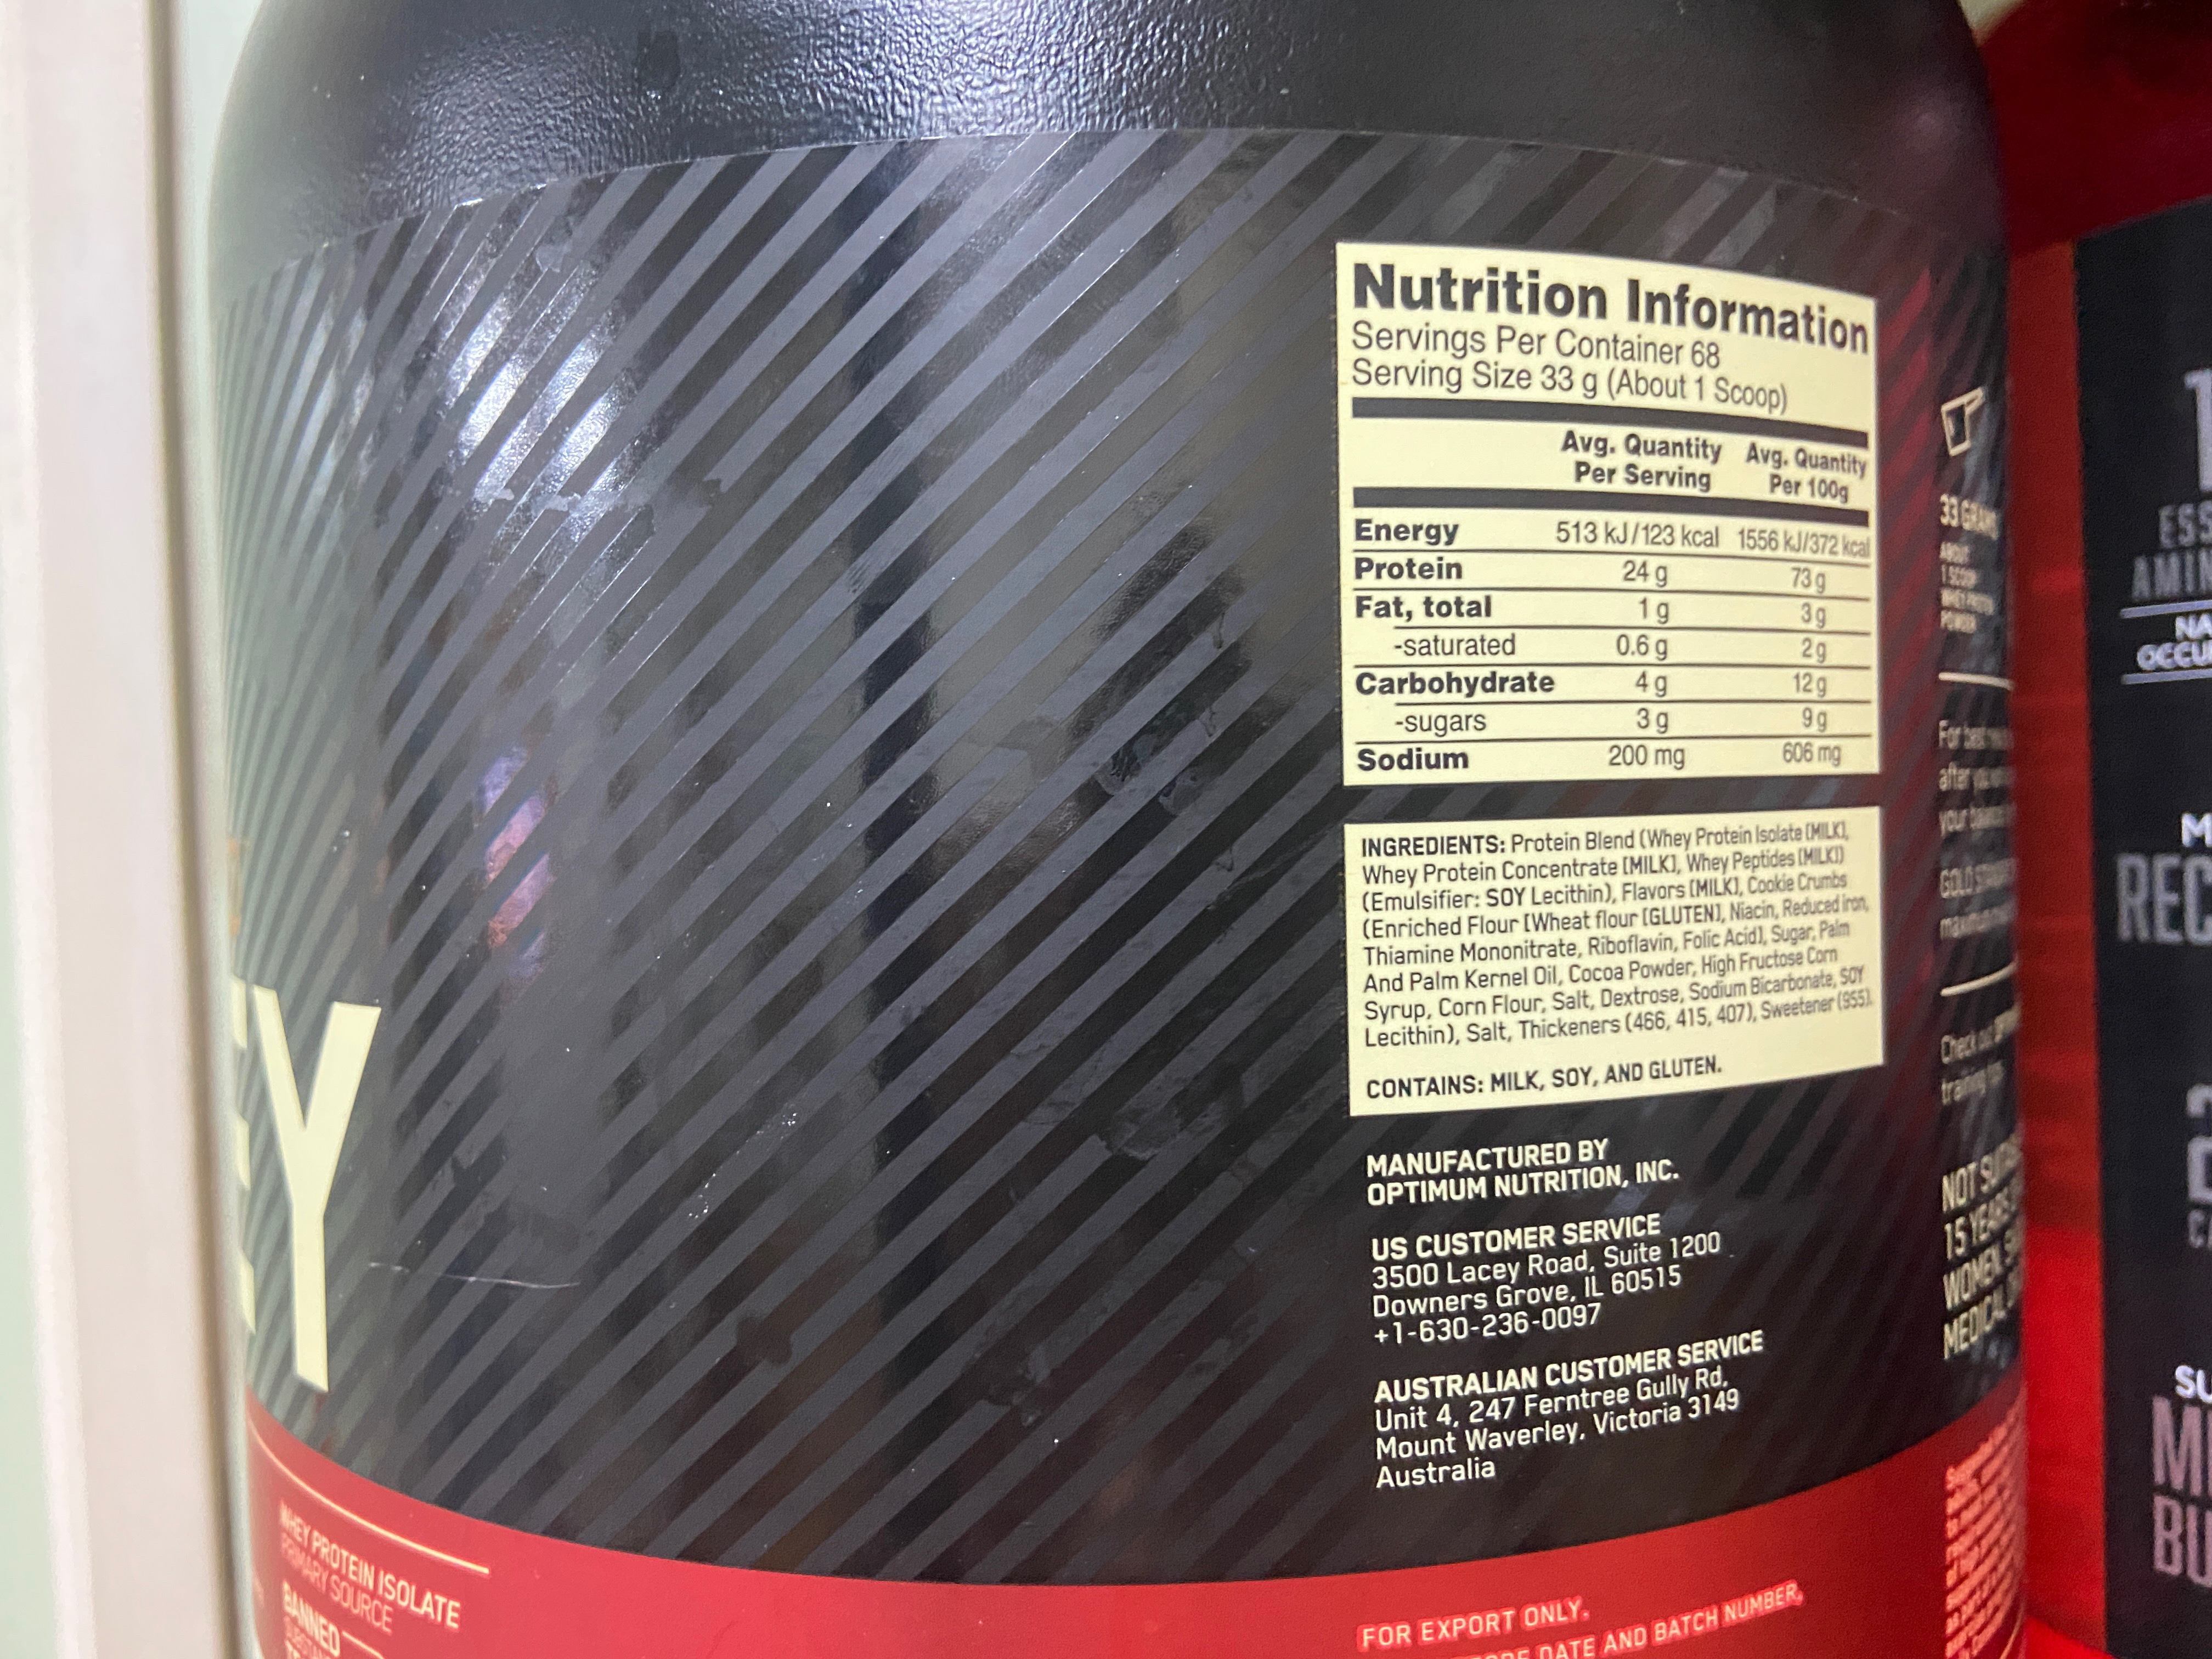 Nutrition Information
Servings Per Container 68
Serving Size 33 g (About 1 Scoop)
Avg. Quantity Per Serving Avg. Quantity Per 100g
Energy 513 kJ/123 kcal 1556 kJ/372 kcal
Protein 24 g 73 g
Fat, total 1 g 3 g
-saturated 0.6 g 2 g
Carbohydrate 4 g 12 g
-sugars 3 g 9 g
Sodium 200 mg 606 mg
INGREDIENTS: Protein Blend (Whey Protein Isolate [MILK],
Whey Protein Concentrate [MILK], Whey Peptides [MILK])
(Emulsifier: SOY Lecithin), Flavors [MILK], Cookie Crumbs
(Enriched Flour [Wheat flour [GLUTEN], Niacin, Reduced iron,
Thiamine Mononitrate, Riboflavin, Folic Acid], Sugar, Palm
And Palm Kernel Oil, Cocoa Powder, High Fructose Corn
Syrup, Corn Flour, Salt, Dextrose, Sodium Bicarbonate, SOY
Lecithin), Salt, Thickeners (466, 415, 407), Sweetener (955).
CONTAINS: MILK, SOY, AND GLUTEN.
MANUFACTURED BY
OPTIMUM NUTRITION, INC.
US CUSTOMER SERVICE
3500 Lacey Road, Suite 1200
Downers Grove, IL 60515
+1-630-236-0097
AUSTRALIAN CUSTOMER SERVICE
Unit 4, 247 Ferntree Gully Rd,
Mount Waverley, Victoria 3149
Australia
FOR EXPORT ONLY.
DATE AND BATCH NUMBER,
EY
WHEY PROTEIN ISOLATE
PRIMARY SOURCE
BANNED
33
For best
after you
your
Check
training
NOT
15 YEARS
WOMEN
MEDICAL
REC